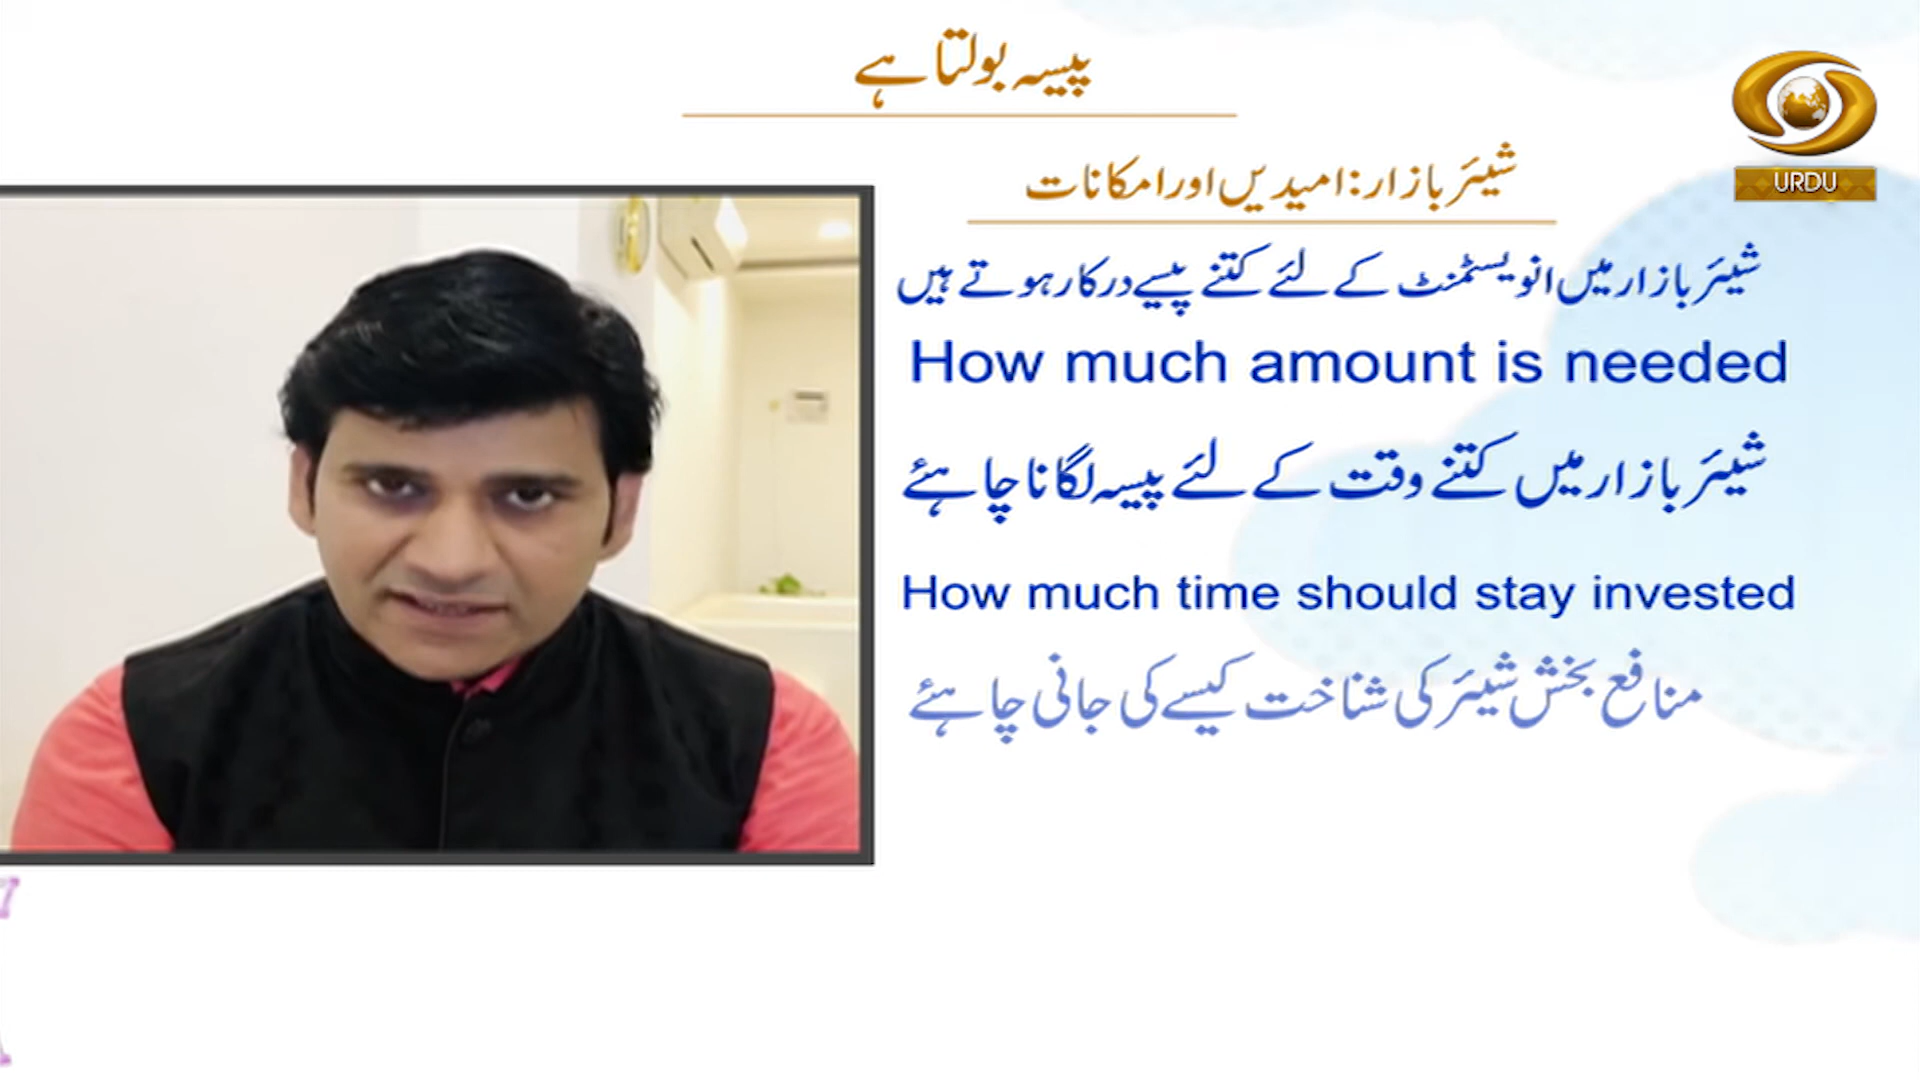 پیسہ بولتا ہے
URDU
شیئر بازار: امیدیں اور امکانات
شیئر بازار میں انویسٹمنٹ کے لئے کتنے پیسے درکار ہوتے ہیں
How much amount is needed
شیئر بازار میں کتنے وقت کے لئے پیسہ لگانا چاہئے
How much time should stay invested
منافع بخش شیئر کی شناخت کیسے کی جانی چاہئے